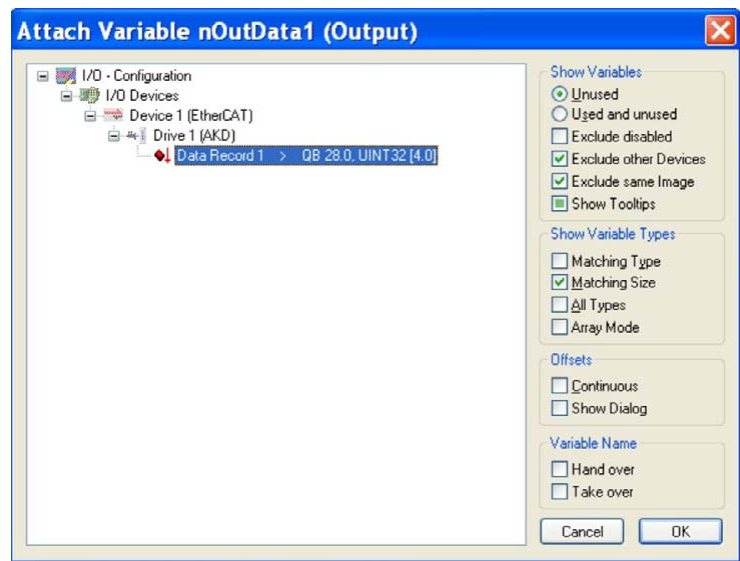 Attach Variable nOutData1 (Output)
I/O - Configuration
I/O Devices
Device 1 (EtherCAT)
Drive 1 (AKD)
Data Record 1 > QB 28.0, UINT32 [4.0]
Show Variables
Unused
Used and unused
Exclude disabled
Exclude other Devices
Exclude same Image
Show Tooltips
Show Variable Types
Matching Type
Matching Size
All Types
Array Mode
Offsets
Continuous
Show Dialog
Variable Name
Hand over
Take over
Cancel OK